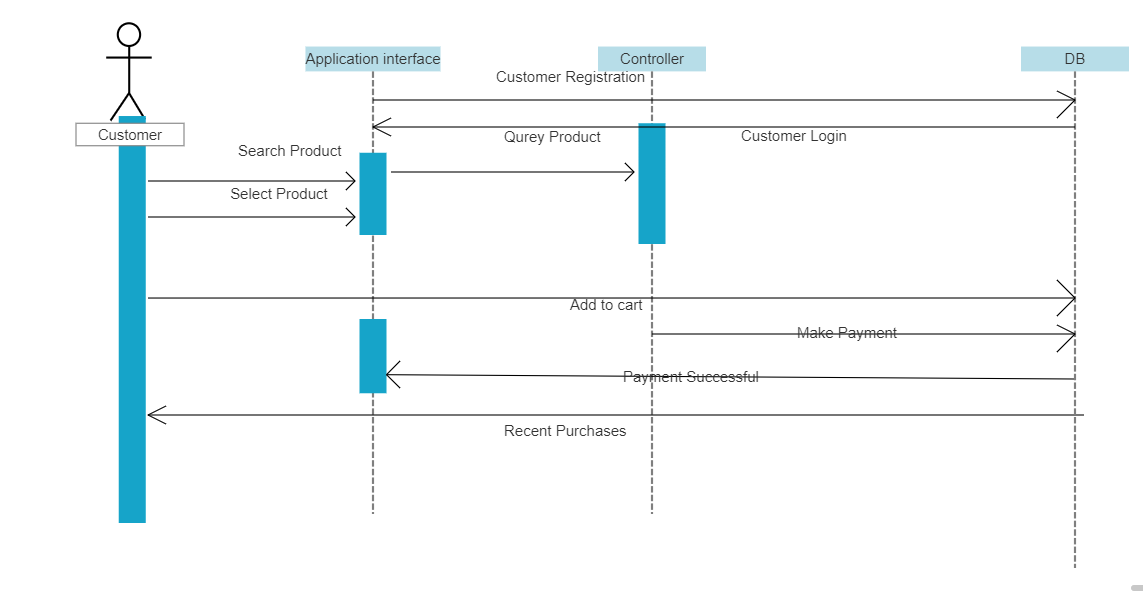 Application interface
Controller
DB
Customer Registration
Customer
Qurey Product
Customer Login
Search Product
Select Product
Add to cart
Make Payment
Payment Successful
Recent Purchases